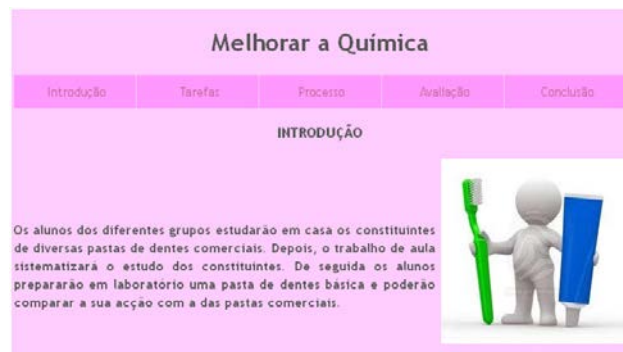 Melhorar a Química
Introdução Tarefas Processo Avaliação Conclusão
INTRODUÇÃO
Os alunos dos diferentes grupos estudarão em casa os constituintes
de diversas pastas de dentes comerciais. Depois, o trabalho de aula
sistematizará o estudo dos constituintes. De seguida os alunos
prepararão em laboratório uma pasta de dentes básica e poderão
comparar a sua acção com a das pastas comerciais.